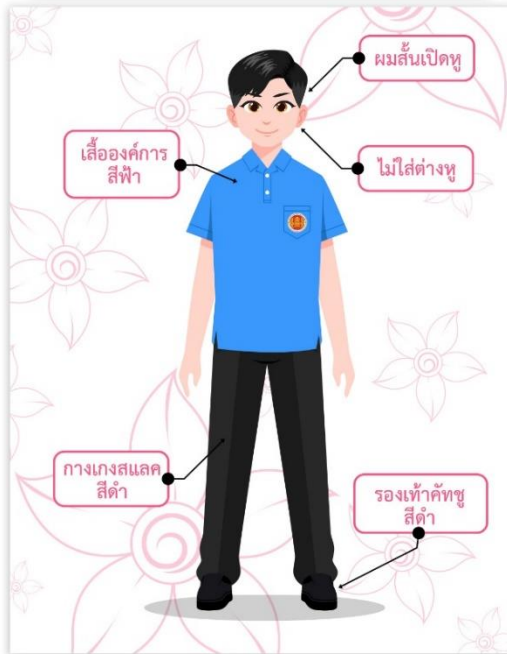 ผมสั้นเปิดหู
เสื้อองค์การ
สีฟ้า
ไม่ใส่ต่างหู
กางเกงสแลค
สีดำ
รองเท้าคัทชู
สีดำ